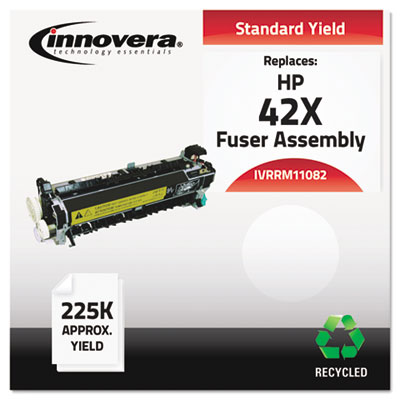 innovera
technology essentials
Standard Yield
Replaces:
HP
42X
Fuser Assembly
IVRRM11082
225K
APPROX.
YIELD
RECYCLED